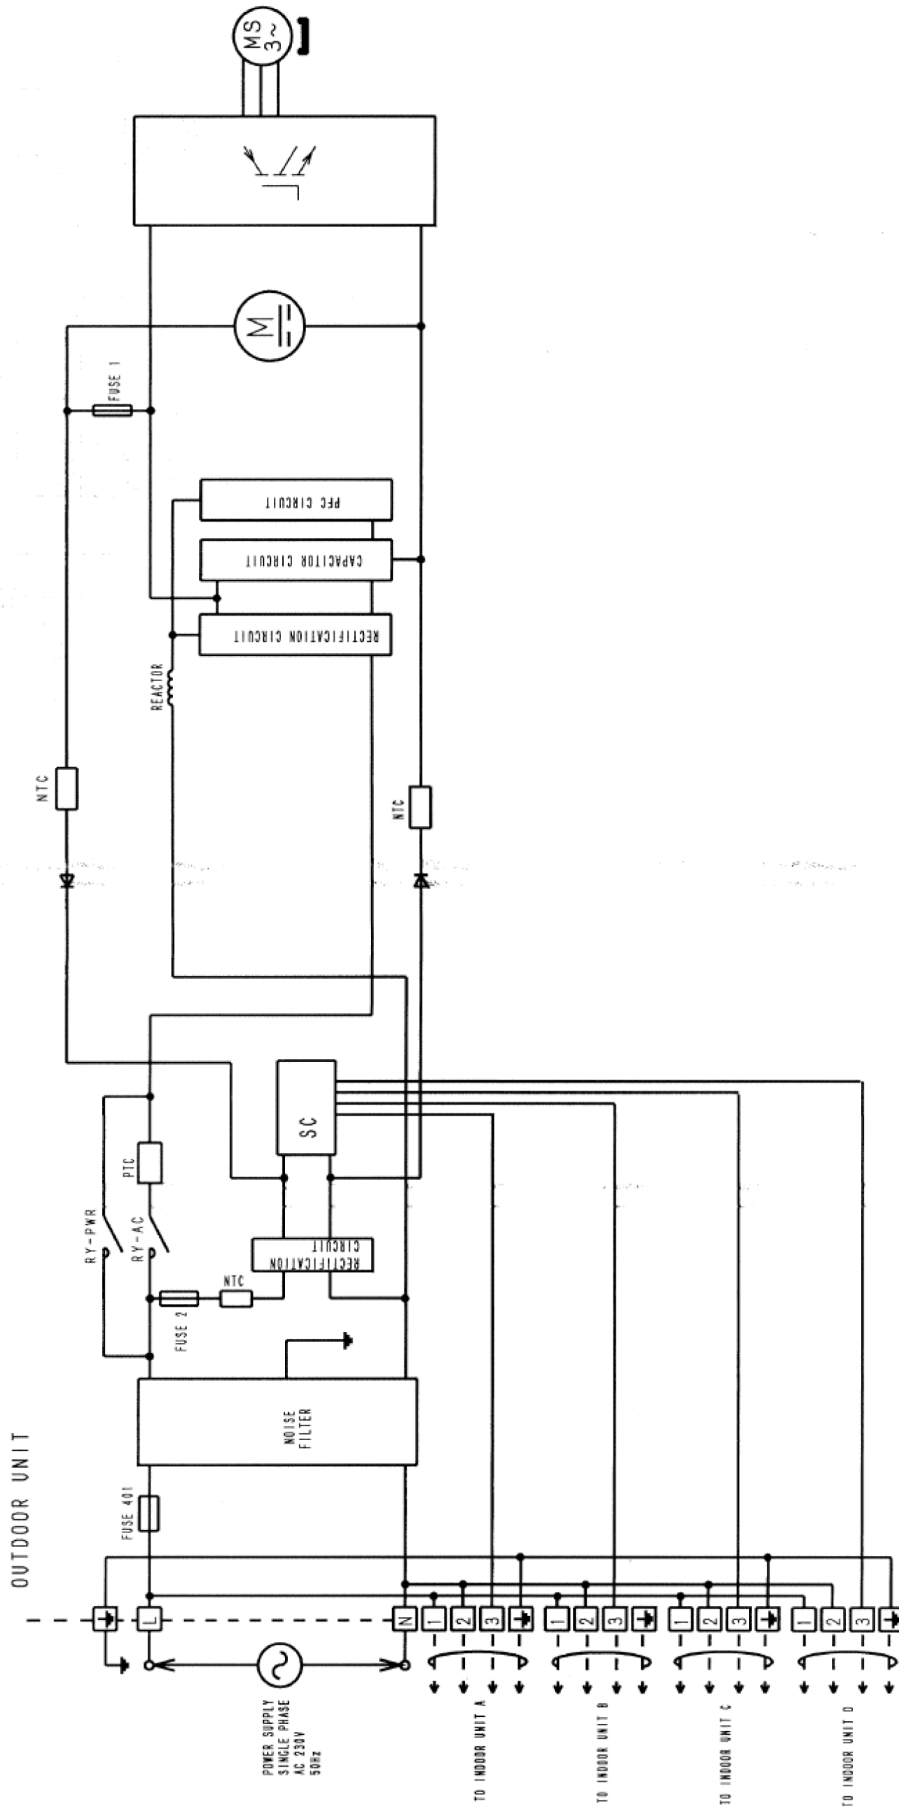 OUTDOOR UNIT
POWER SUPPLY
SINGLE PHASE
AC 230V
50Hz
L
N
1
2
3
TO INDOOR UNIT A
1
2
3
TO INDOOR UNIT B
1
2
3
TO INDOOR UNIT C
1
2
3
TO INDOOR UNIT D
FUSE 401
NOISE
FILTER
FUSE 2
NTC
RECTIFICATION
CIRCUIT
RY-PWR
RY-AC
PTC
SC
NTC
NTC
REACTOR
RECTIFICATION CIRCUIT
CAPACITOR CIRCUIT
PFC CIRCUIT
FUSE 1
M
MS
3~